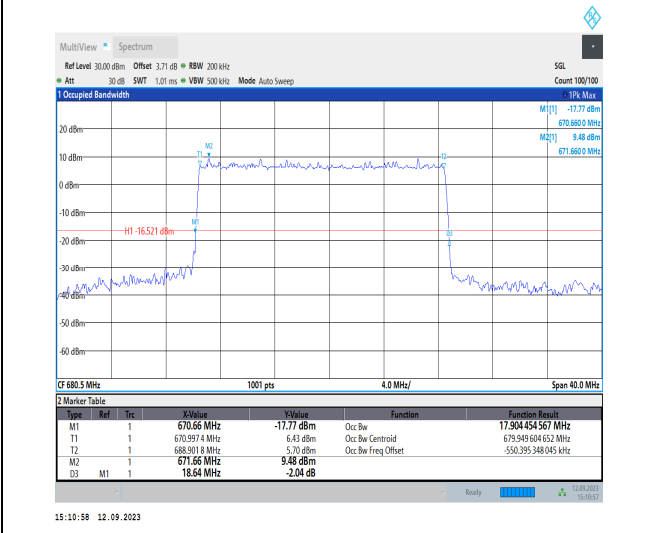 R S
MultiView Spectrum
Ref Level 30.00 dBm Offset 3.71 dB RBW 200 kHz SGL
Att 30 dB SWT 1.01 ms VBW 500 kHz Mode Auto Sweep Count 100/100
1 Occupied Bandwidth 1Pk Max
M1[1] -17.77 dBm
670.660 0 MHz
20 dBm
M2[1] 9.48 dBm
671.660 0 MHz
M2
T1 T2
10 dBm
0 dBm
-10 dBm
M1
H1 -16.521 dBm
D3
-20 dBm
-30 dBm
-40 dBm
-50 dBm
-60 dBm
CF 680.5 MHz 1001 pts 4.0 MHz/ Span 40.0 MHz
2 Marker Table
Type Ref Trc X-Value Y-Value Function Function Result
M1 1 670.66 MHz -17.77 dBm Occ Bw 17.904 454 567 MHz
T1 1 670.997 4 MHz 6.43 dBm Occ Bw Centroid 679.949 604 652 MHz
T2 1 688.901 8 MHz 5.70 dBm Occ Bw Freq Offset -550.395 348 045 kHz
M2 1 671.66 MHz 9.48 dBm
D3 M1 1 18.64 MHz -2.04 dB
Ready 12.09.2023
15:10:57
15:10:58 12.09.2023